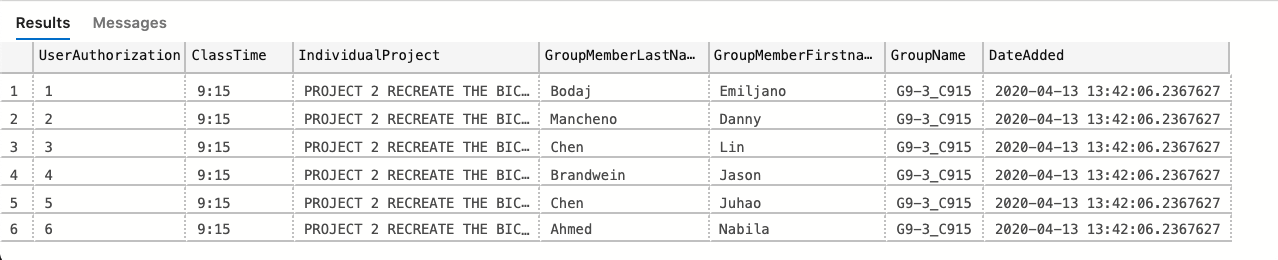 Results Messages
UserAuthorization ClassTime IndividualProject GroupMemberLastNa… GroupMemberFirstna… GroupName DateAdded
1 1 9:15 PROJECT 2 RECREATE THE BIC… Bodaj Emiljano G9-3_C915 2020-04-13 13:42:06.2367627
2 2 9:15 PROJECT 2 RECREATE THE BIC… Mancheno Danny G9-3_C915 2020-04-13 13:42:06.2367627
3 3 9:15 PROJECT 2 RECREATE THE BIC… Chen Lin G9-3_C915 2020-04-13 13:42:06.2367627
4 4 9:15 PROJECT 2 RECREATE THE BIC… Brandwein Jason G9-3_C915 2020-04-13 13:42:06.2367627
5 5 9:15 PROJECT 2 RECREATE THE BIC… Chen Juhao G9-3_C915 2020-04-13 13:42:06.2367627
6 6 9:15 PROJECT 2 RECREATE THE BIC… Ahmed Nabila G9-3_C915 2020-04-13 13:42:06.2367627